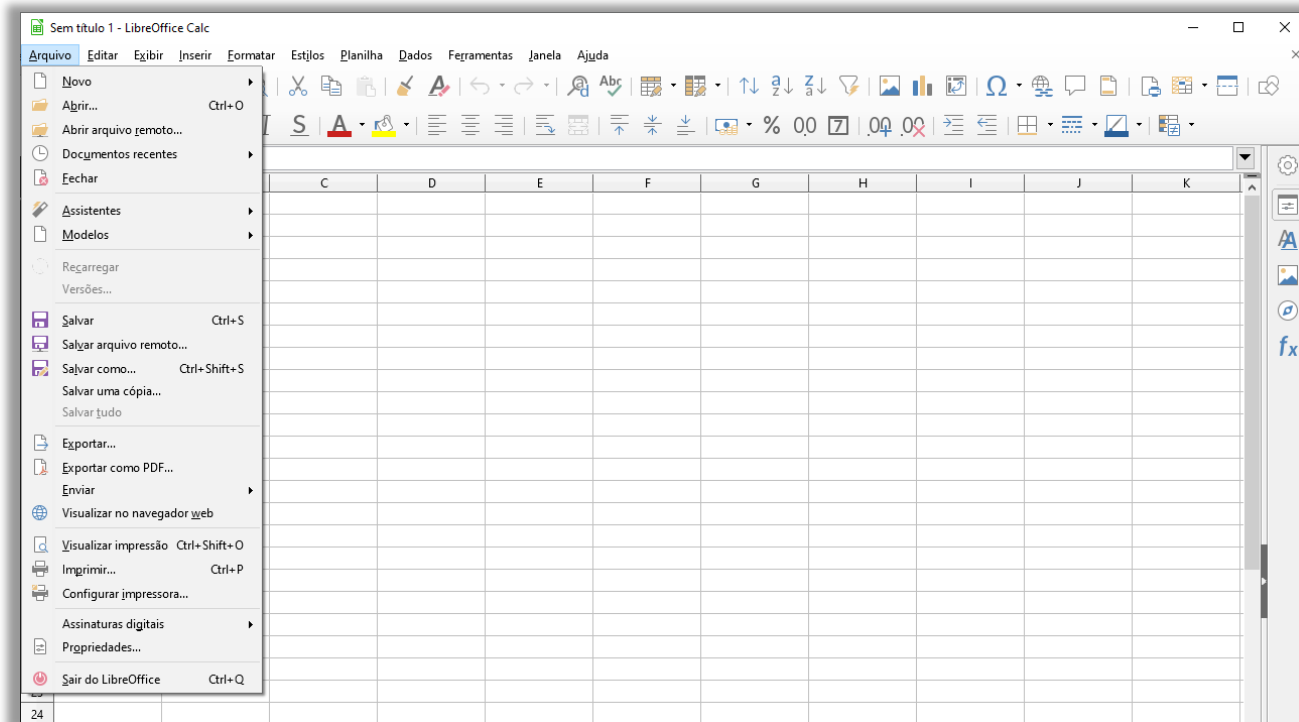 Sem título 1 - LibreOffice Calc
Arquivo Editar Exibir Inserir Formatar Estilos Planilha Dados Ferramentas Janela Ajuda
Novo
Abrir... Ctrl+O
Abrir arquivo remoto...
Documentos recentes
Fechar
Assistentes
Modelos
Recarregar
Versões...
Salvar Ctrl+S
Salvar arquivo remoto...
Salvar como... Ctrl+Shift+S
Salvar uma cópia...
Salvar tudo
Exportar...
Exportar como PDF...
Enviar
Visualizar no navegador web
Visualizar impressão Ctrl+Shift+O
Imprimir... Ctrl+P
Configurar impressora...
Assinaturas digitais
Propriedades...
Sair do LibreOffice Ctrl+Q
C D E F G H I J K
24